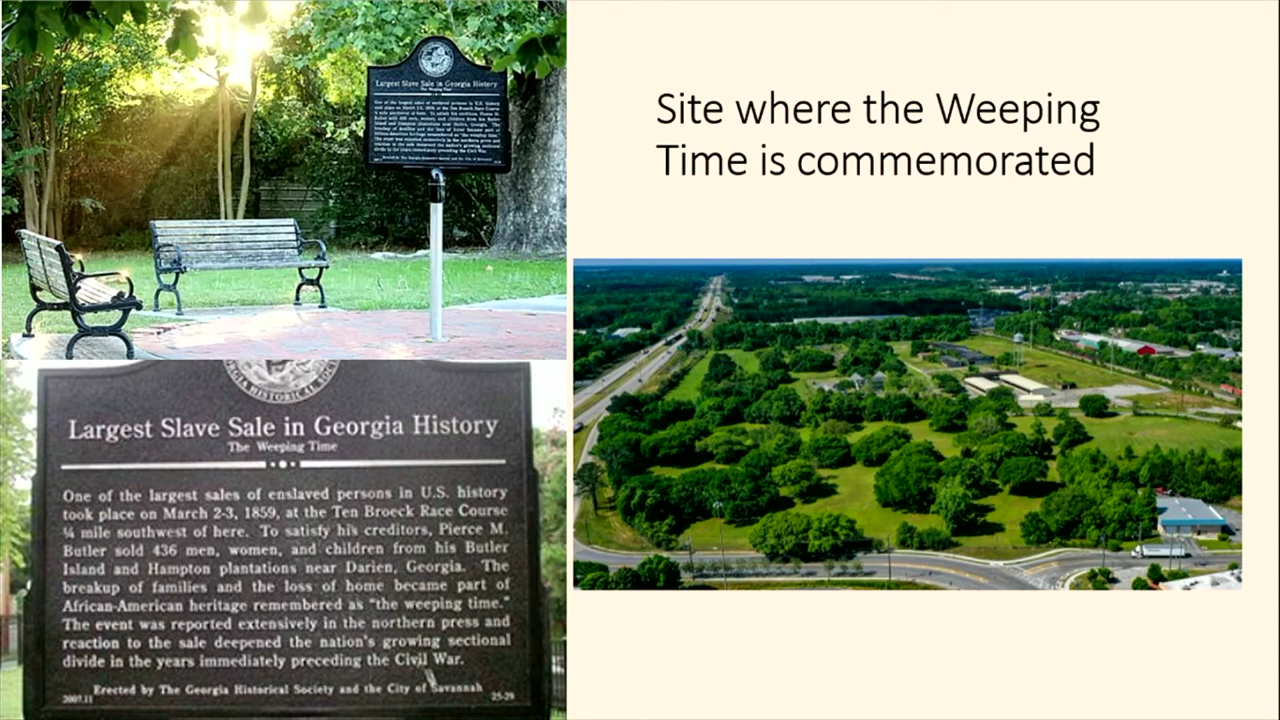 Largest Slave Sale in Georgia History
The Weeping Time
Site where the Weeping
Time is commemorated
GIA HISTORICAL SOC
Largest Slave Sale in Georgia History
The Weeping Time
One of the largest sales of enslaved persons in U.S. history
took place on March 2-3, 1859, at the Ten Broeck Race Course
¼ mile southwest of here. To satisfy his creditors, Pierce M.
Butler sold 436 men, women, and children from his Butler
Island and Hampton plantations near Darien, Georgia. The
breakup of families and the loss of home became part of
African-American heritage remembered as "the weeping time."
The event was reported extensively in the northern press and
reaction to the sale deepened the nation's growing sectional
divide in the years immediately preceding the Civil War.
Erected by The Georgia Historical Society and the City of Savannah
2007.11 25-29